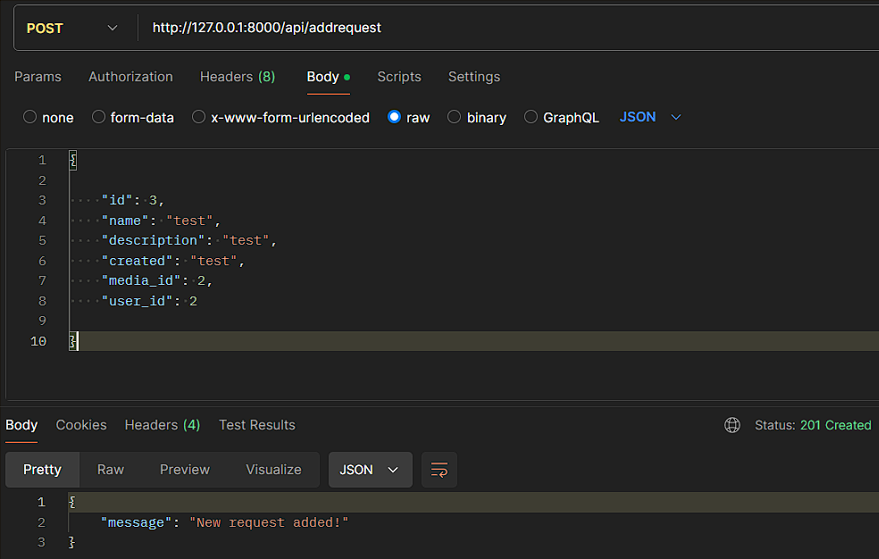 POST http://127.0.0.1:8000/api/addrequest
Params Authorization Headers (8) Body Scripts Settings
none form-data x-www-form-urlencoded raw binary GraphQL JSON
1 {
2
3 "id": 3,
4 "name": "test",
5 "description": "test",
6 "created": "test",
7 "media_id": 2,
8 "user_id": 2
9
10 }
Body Cookies Headers (4) Test Results Status: 201 Created
Pretty Raw Preview Visualize JSON
1 {
2 "message": "New request added!"
3 }